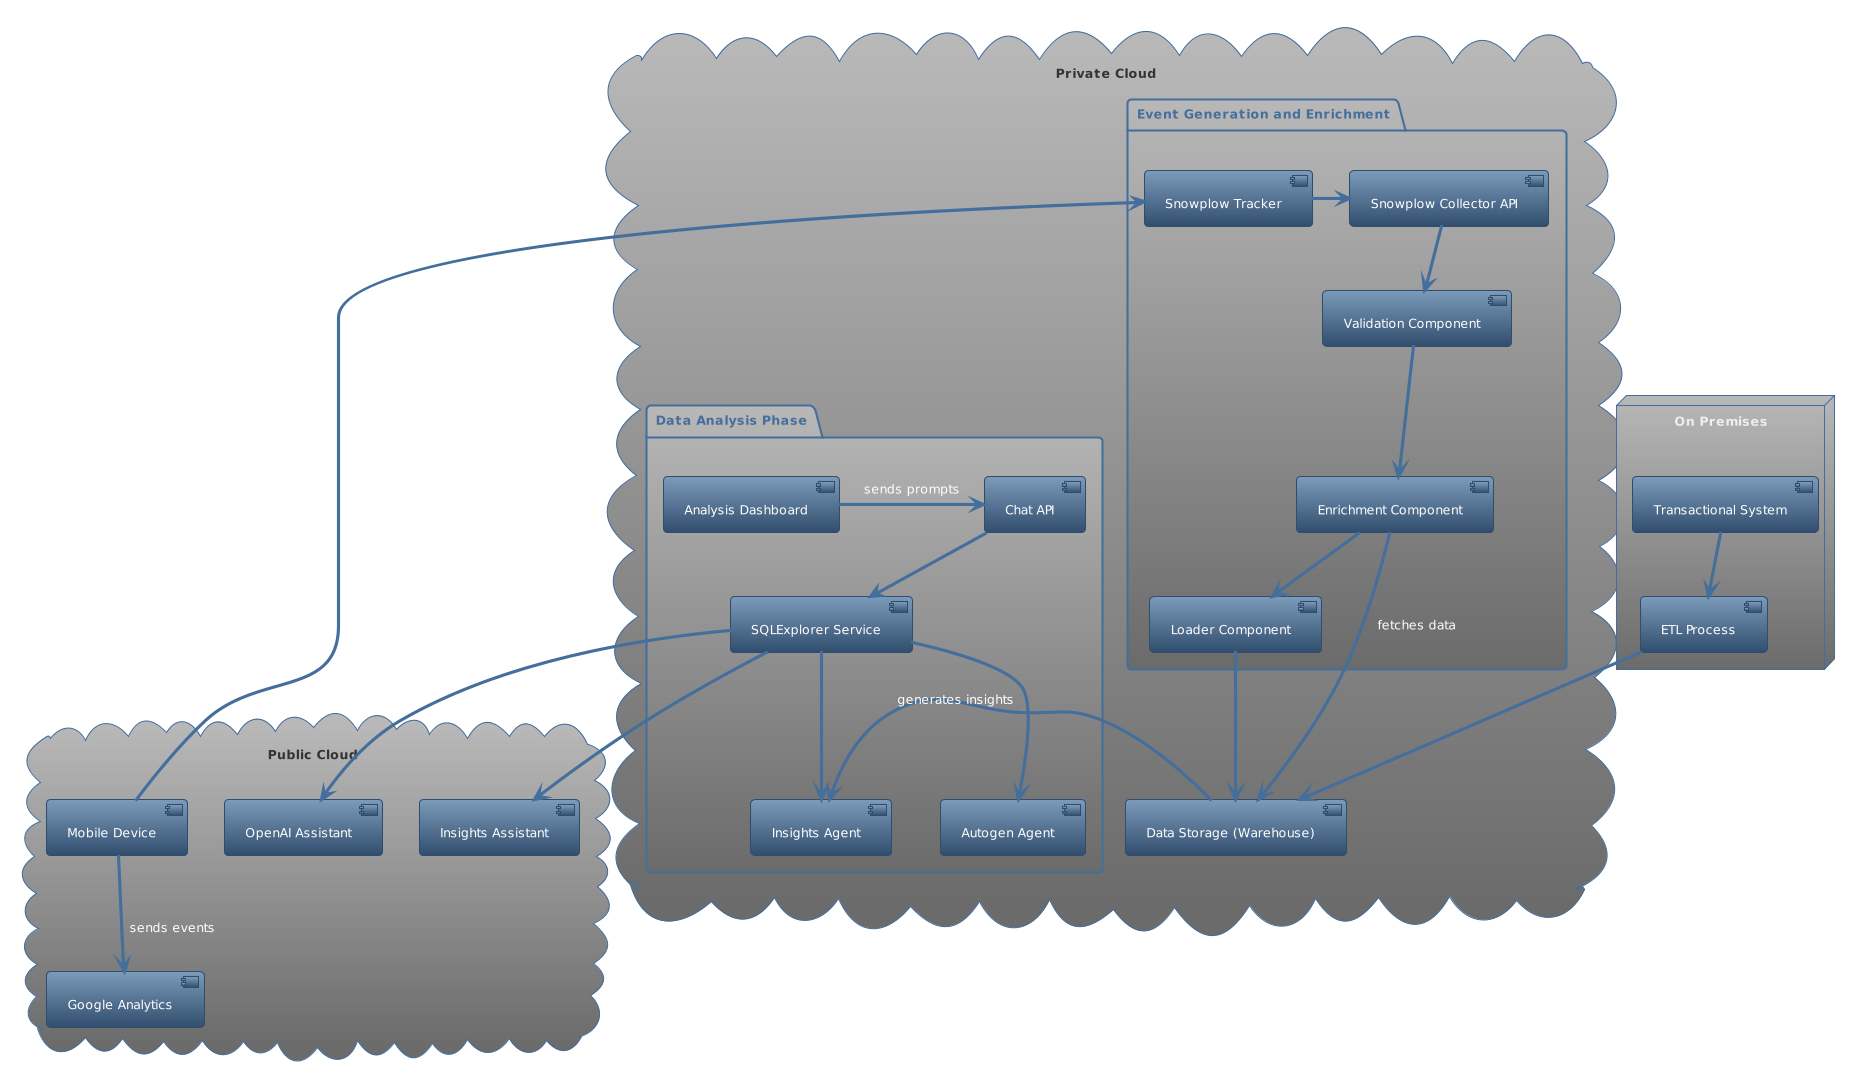 Private Cloud
Event Generation and Enrichment
Snowplow Tracker
Snowplow Collector API
Validation Component
Data Analysis Phase
On Premises
Analysis Dashboard
sends prompts
Chat API
Enrichment Component
Transactional System
SQLExplorer Service
Loader Component
fetches data
ETL Process
generates insights
Public Cloud
Mobile Device
OpenAI Assistant
Insights Assistant
Insights Agent
Autogen Agent
Data Storage (Warehouse)
sends events
Google Analytics